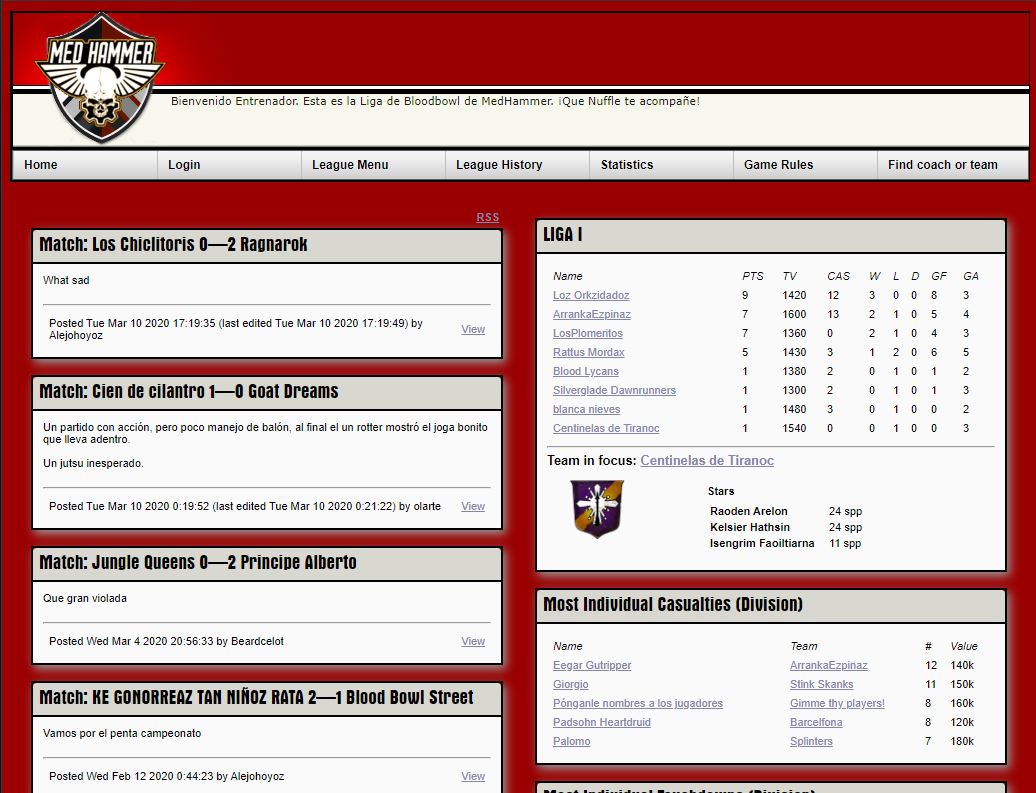 MED HAMMER
Bienvenido Entrenador. Esta es la Liga de Bloodbowl de MedHammer. ¡Que Nuffle te acompañe!
Home Login League Menu League History Statistics Game Rules Find coach or team
RSS
Match: Los Chiclitoris 0—2 Ragnarok
What sad
Posted Tue Mar 10 2020 17:19:35 (last edited Tue Mar 10 2020 17:19:49) by
Alejohoyoz
View
Match: Cien de cilantro 1—0 Goat Dreams
Un partido con acción, pero poco manejo de balón, al final el un rotter mostró el joga bonito
que lleva adentro.
Un jutsu inesperado.
Posted Tue Mar 10 2020 0:19:52 (last edited Tue Mar 10 2020 0:21:22) by olarte View
Match: Jungle Queens 0—2 Principe Alberto
Que gran violada
Posted Wed Mar 4 2020 20:56:33 by Beardcelot View
Match: KE GONORREAZ TAN NIÑOZ RATA 2—1 Blood Bowl Street
Vamos por el penta campeonato
Posted Wed Feb 12 2020 0:44:23 by Alejohoyoz View
LIGA I
Name PTS TV CAS W L D GF GA
Loz Orkzidadoz 9 1420 12 3 0 0 8 3
ArrankaEzpinaz 7 1600 13 2 1 0 5 4
LosPlomeritos 7 1360 0 2 1 0 4 3
Rattus Mordax 5 1430 3 1 2 0 6 5
Blood Lycans 1 1380 2 0 1 0 1 2
Silverglade Dawnrunners 1 1300 2 0 1 0 1 3
blanca nieves 1 1480 3 0 1 0 0 2
Centinelas de Tiranoc 1 1540 0 0 1 0 0 3
Team in focus: Centinelas de Tiranoc
Stars
Raoden Arelon 24 spp
Kelsier Hathsin 24 spp
Isengrim Faoiltiarna 11 spp
Most Individual Casualties (Division)
Name Team # Value
Eegar Gutripper ArrankaEzpinaz 12 140k
Giorgio Stink Skanks 11 150k
Pónganle nombres a los jugadores Gimme thy players! 8 160k
Padsohn Heartdruid Barcelfona 8 120k
Palomo Splinters 7 180k
Most Individual Touchdowns (Division)